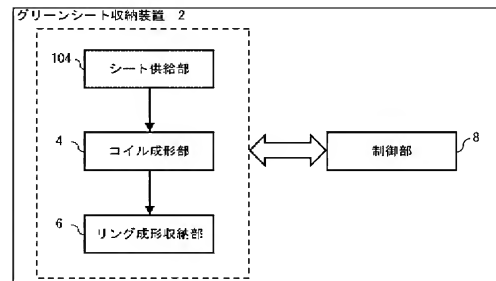 グリーンシート収納装置 2
104
シート供給部
4
コイル成形部
制御部
8
6
リング成形収納部